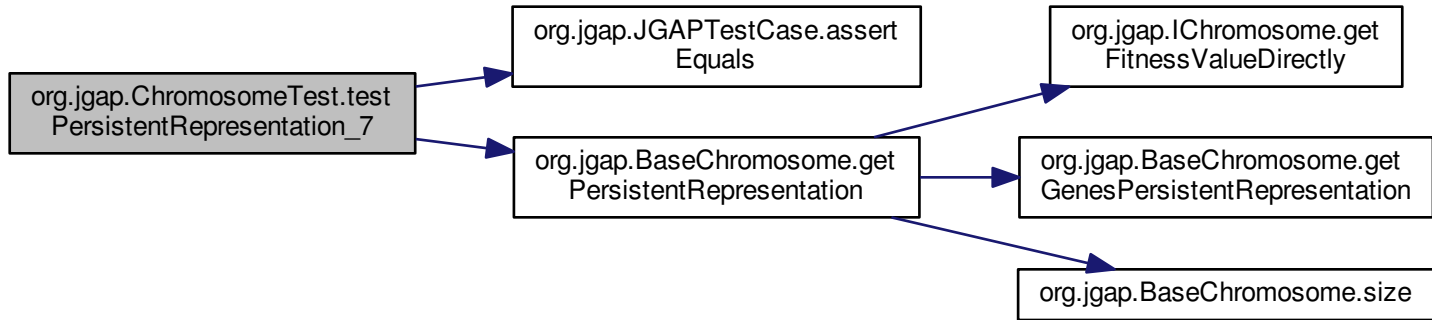 org.jgap.ChromosomeTest.test
PersistentRepresentation_7
org.jgap.JGAPTestCase.assert
Equals
org.jgap.BaseChromosome.get
PersistentRepresentation
org.jgap.IChromosome.get
FitnessValueDirectly
org.jgap.BaseChromosome.get
GenesPersistentRepresentation
org.jgap.BaseChromosome.size